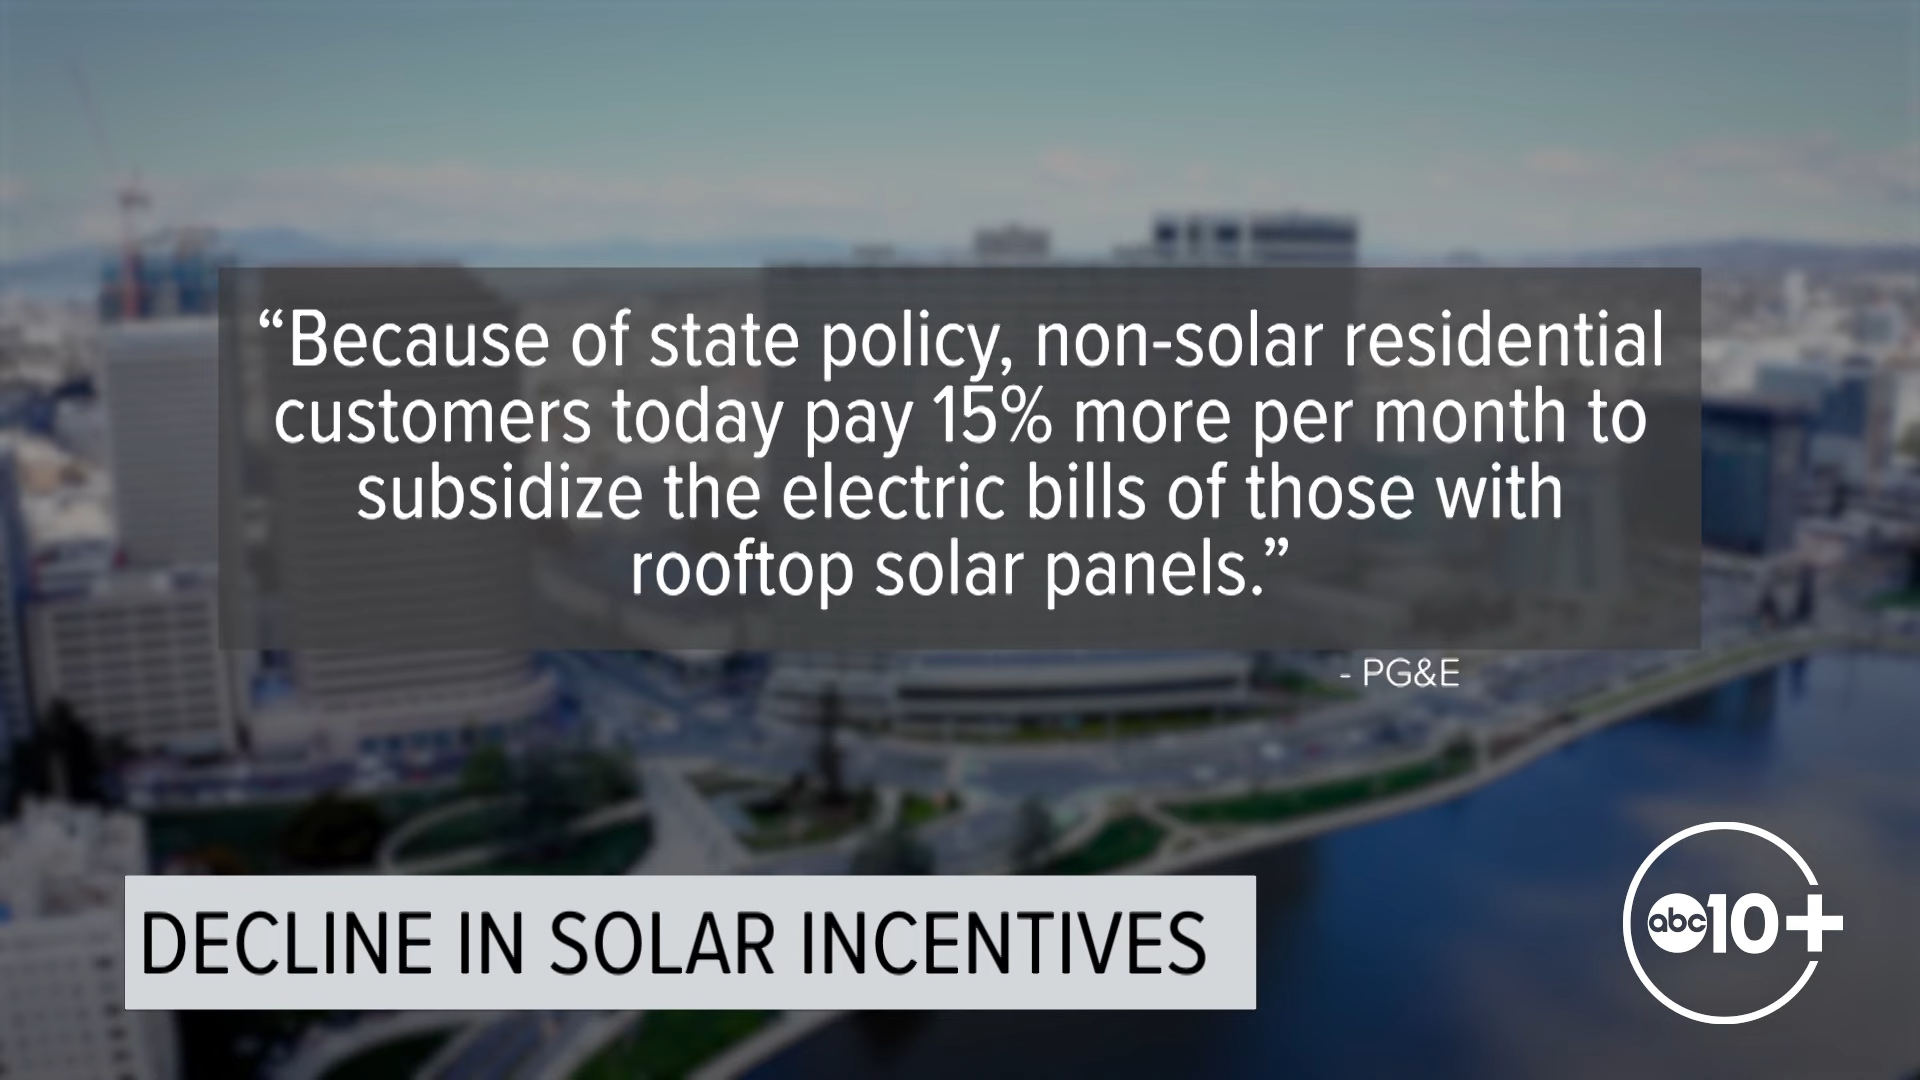 “Because of state policy, non-solar residential
customers today pay 15% more per month to
subsidize the electric bills of those with
rooftop solar panels.”
- PG&E
DECLINE IN SOLAR INCENTIVES
abc10+